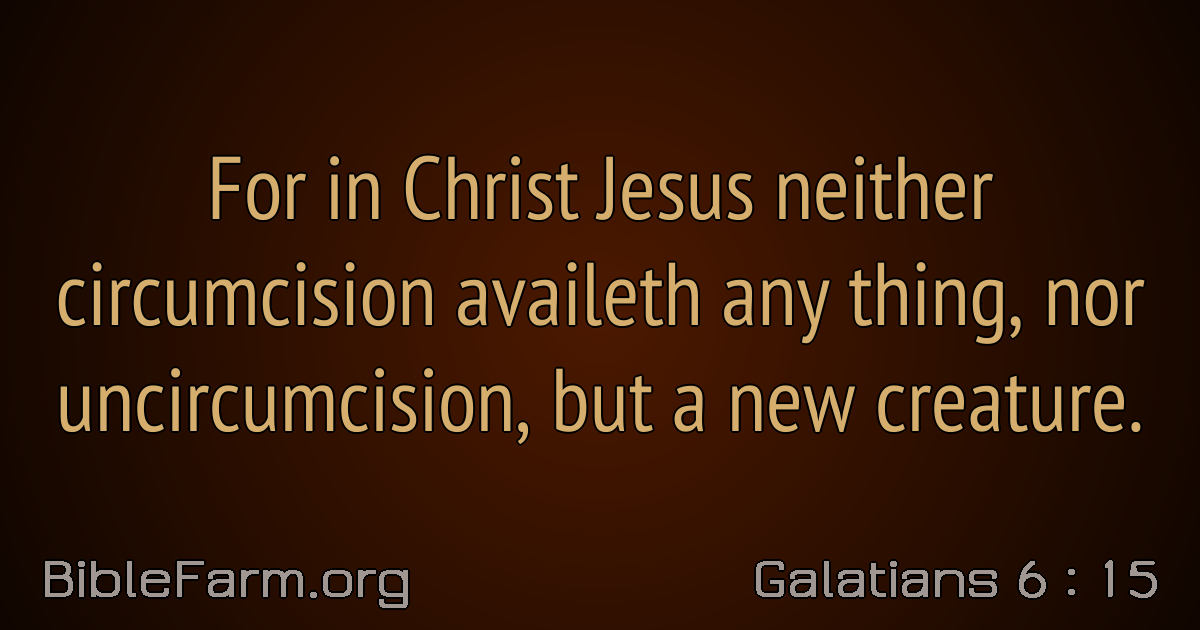 For in Christ Jesus neither
circumcision availeth any thing, nor
uncircumcision, but a new creature.
BibleFarm.org
Galatians 6 : 15